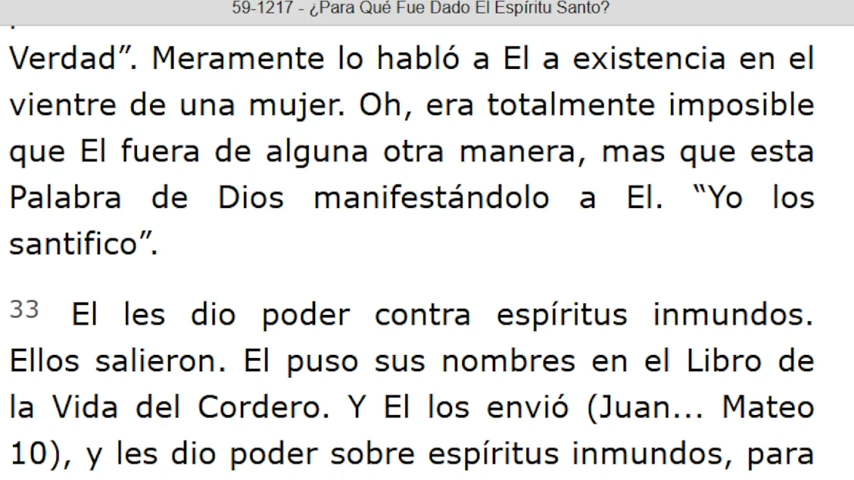 59-1217 - ¿Para Qué Fue Dado El Espíritu Santo?
Verdad”. Meramente lo habló a El a existencia en el
vientre de una mujer. Oh, era totalmente imposible
que El fuera de alguna otra manera, mas que esta
Palabra de Dios manifestándolo a El. “Yo los
santifico”.
33 El les dio poder contra espíritus inmundos.
Ellos salieron. El puso sus nombres en el Libro de
la Vida del Cordero. Y El los envió (Juan... Mateo
10), y les dio poder sobre espíritus inmundos, para